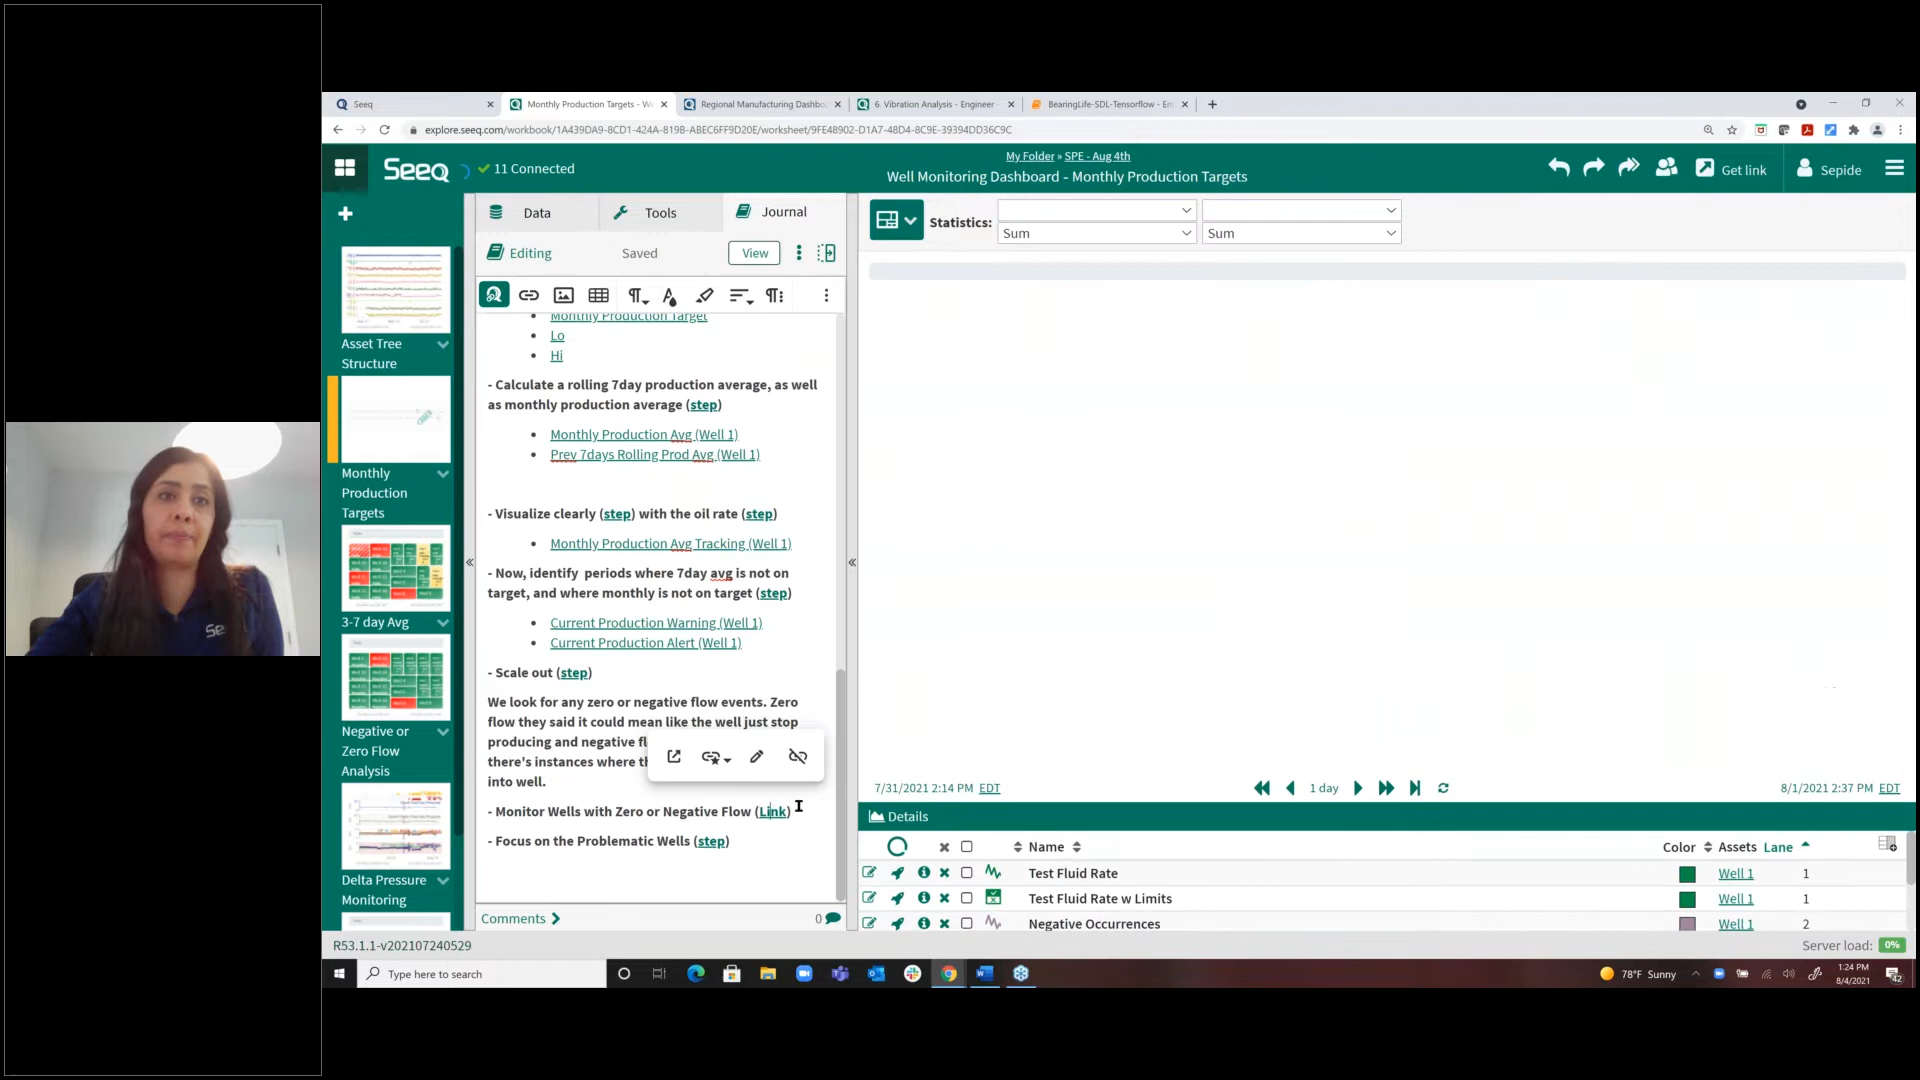 Seeq
Monthly Production Targets - We
Regional Manufacturing Dashbo
6. Vibration Analysis - Engineer
BearingLife-SDL-Tensorflow - Em
explore.seeq.com/workbook/1A439DA9-8CD1-424A-819B-ABEC6FF9D20E/worksheet/9FE48902-D1A7-48D4-8C9E-39394DD36C9C
Seeq
11 Connected
My Folder » SPE - Aug 4th
Well Monitoring Dashboard - Monthly Production Targets
Get link
Sepide
Data
Tools
Journal
Statistics:
Sum
Sum
Editing
Saved
View
Asset Tree
Structure
Monthly
Production
Targets
3-7 day Avg
Negative or
Zero Flow
Analysis
Delta Pressure
Monitoring
• Monthly Production Target
• Lo
• Hi
- Calculate a rolling 7day production average, as well
as monthly production average (step)
• Monthly Production Avg (Well 1)
• Prev 7days Rolling Prod Avg (Well 1)
- Visualize clearly (step) with the oil rate (step)
• Monthly Production Avg Tracking (Well 1)
- Now, identify periods where 7day avg is not on
target, and where monthly is not on target (step)
• Current Production Warning (Well 1)
• Current Production Alert (Well 1)
- Scale out (step)
We look for any zero or negative flow events. Zero
flow they said it could mean like the well just stop
producing and negative
there's instances where
into well.
- Monitor Wells with Zero or Negative Flow (Link)
- Focus on the Problematic Wells (step)
Comments
0
7/31/2021 2:14 PM EDT
1 day
8/1/2021 2:37 PM EDT
Details
Name
Color
Assets
Lane
Test Fluid Rate
Well 1
1
Test Fluid Rate w Limits
Well 1
1
Negative Occurrences
Well 1
2
R53.1.1-v202107240529
Server load: 0%
Type here to search
78°F Sunny
1:24 PM
8/4/2021
42